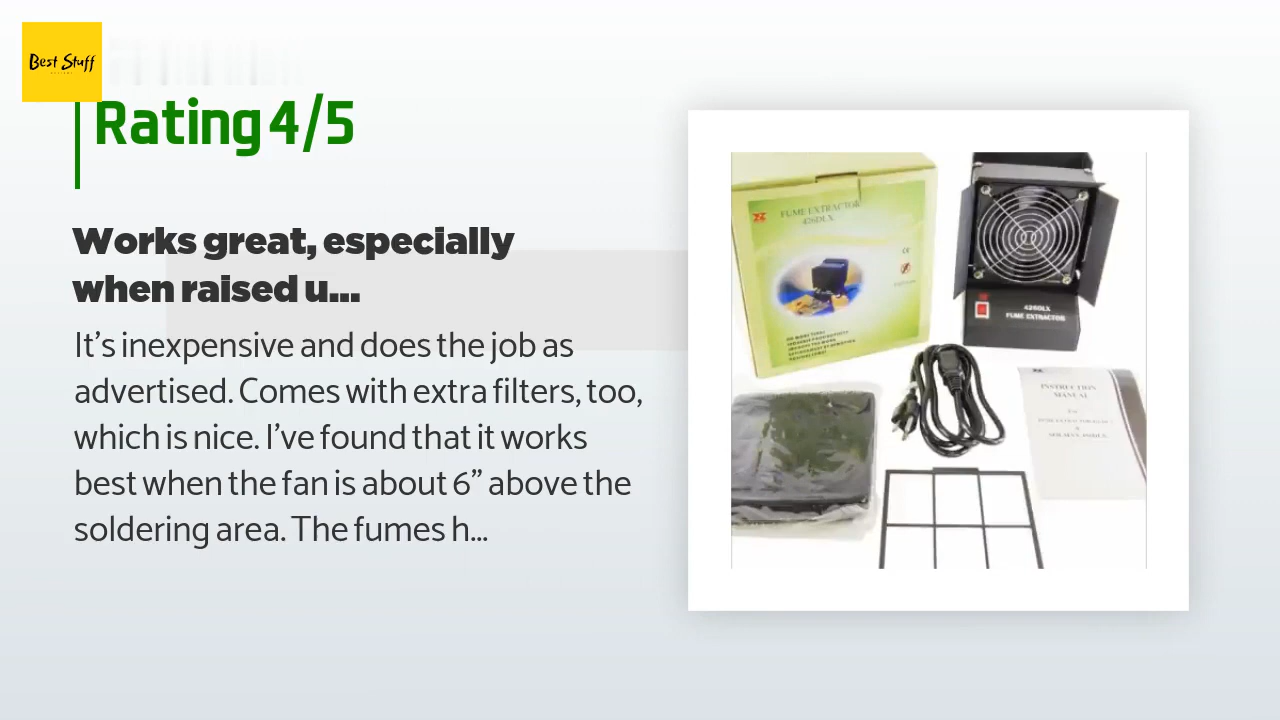 Best Stuff
Rating 4/5
Works great, especially
when raised u...
It's inexpensive and does the job as
advertised. Comes with extra filters, too,
which is nice. I've found that it works
best when the fan is about 6” above the
soldering area. The fumes h...
FUME EXTRACTOR
426DLX
426DLX
FUME EXTRACTOR
INSTRUCTION
MANUAL
For